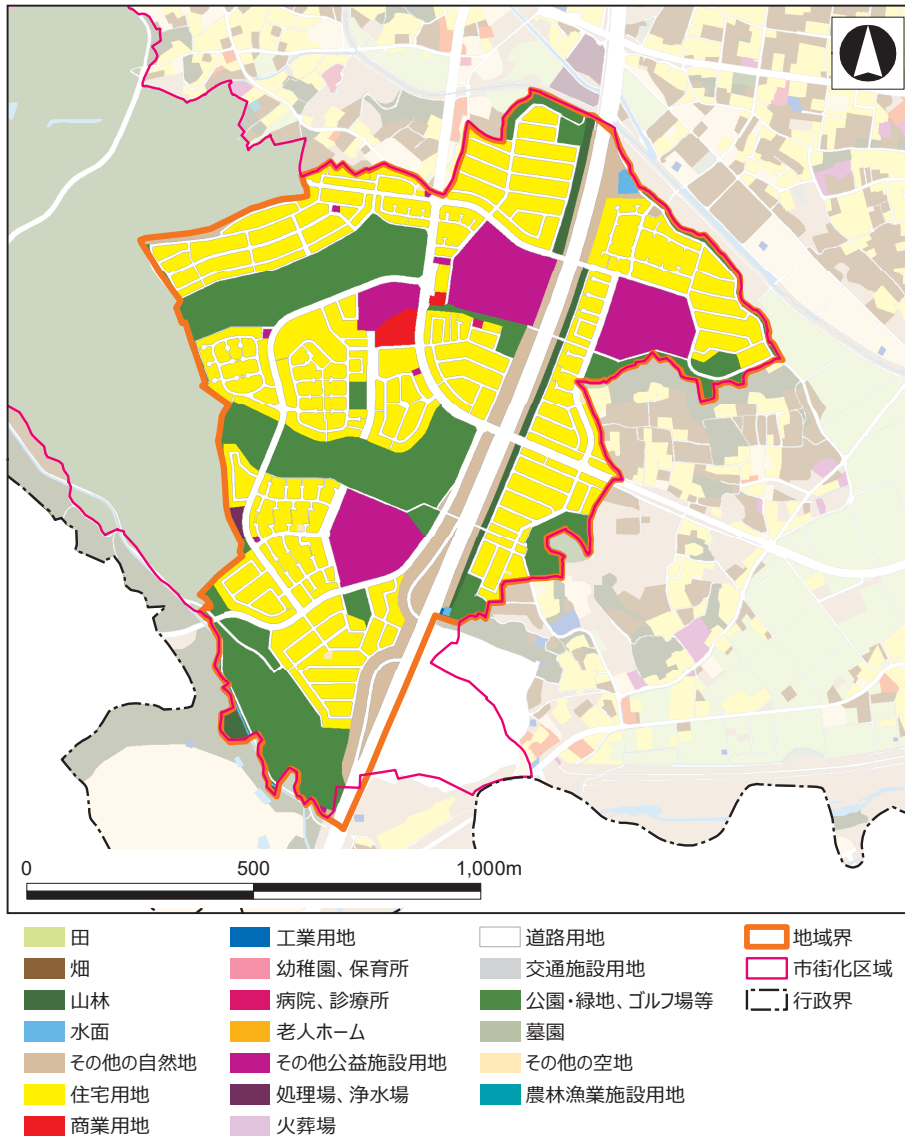 0 500 1,000m
田 工業用地 道路用地 地域界
畑 幼稚園、保育所 交通施設用地 市街化区域
山林 病院、診療所 公園・緑地、ゴルフ場等 行政界
水面 老人ホーム 墓園
その他の自然地 その他公益施設用地 その他の空地
住宅用地 処理場、浄水場 農林漁業施設用地
商業用地 火葬場